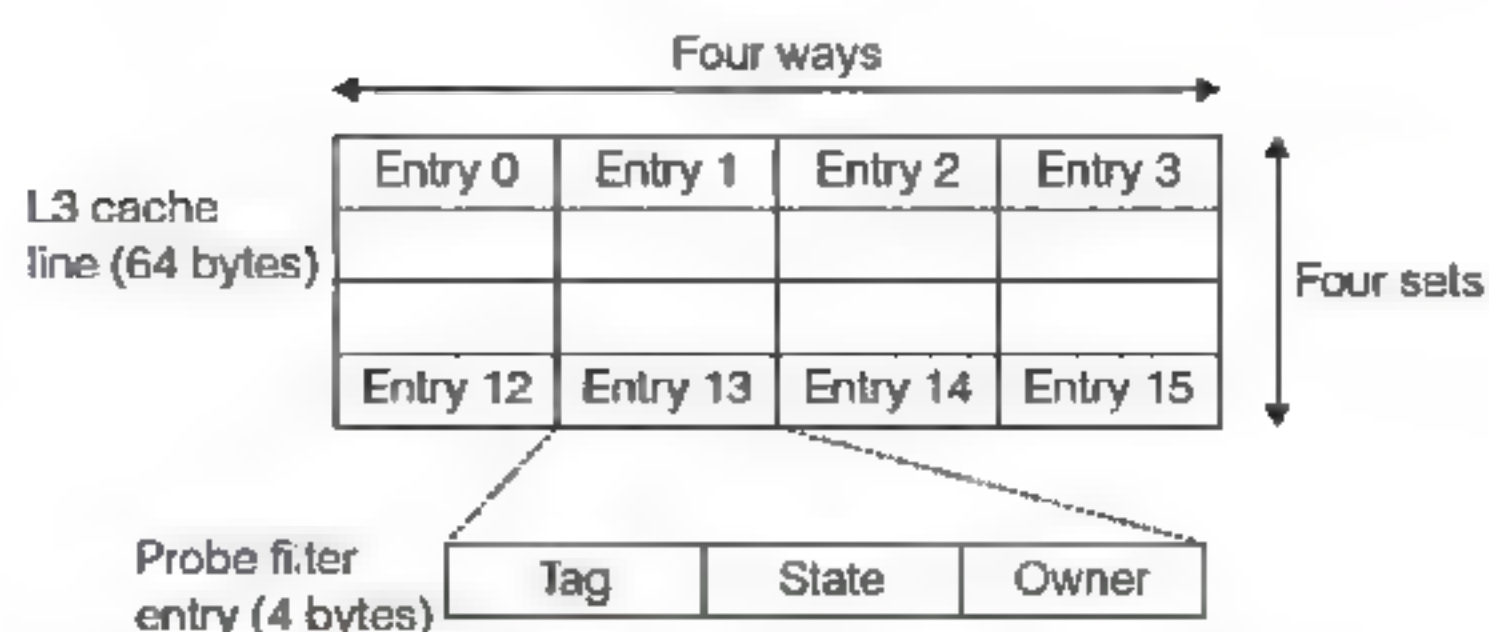 Four ways
Entry 0 Entry 1 Entry 2 Entry 3
L3 cache
line (64 bytes)
Four sets
Entry 12 Entry 13 Entry 14 Entry 15
Probe filter
entry (4 bytes)
Tag State Owner